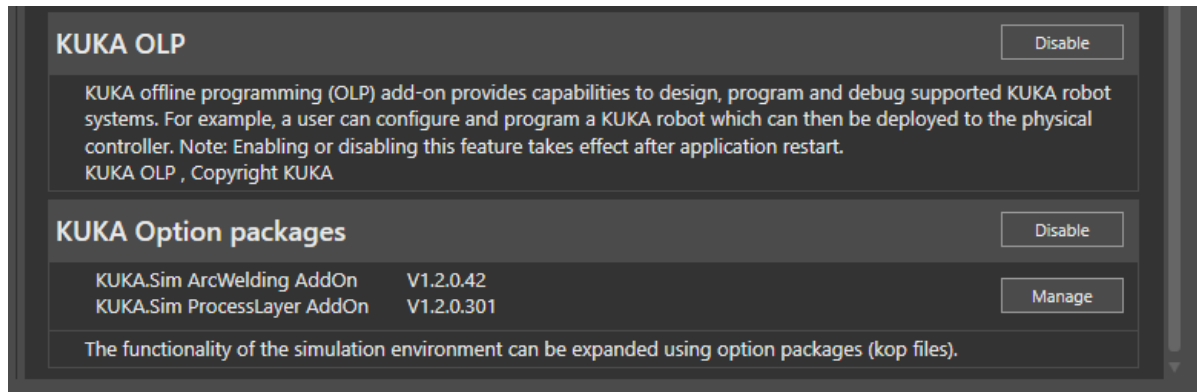 KUKA OLP
Disable
KUKA offline programming (OLP) add-on provides capabilities to design, program and debug supported KUKA robot
systems. For example, a user can configure and program a KUKA robot which can then be deployed to the physical
controller. Note: Enabling or disabling this feature takes effect after application restart.
KUKA OLP , Copyright KUKA
KUKA Option packages
Disable
KUKA.Sim ArcWelding AddOn V1.2.0.42
KUKA.Sim ProcessLayer AddOn V1.2.0.301
Manage
The functionality of the simulation environment can be expanded using option packages (kop files).